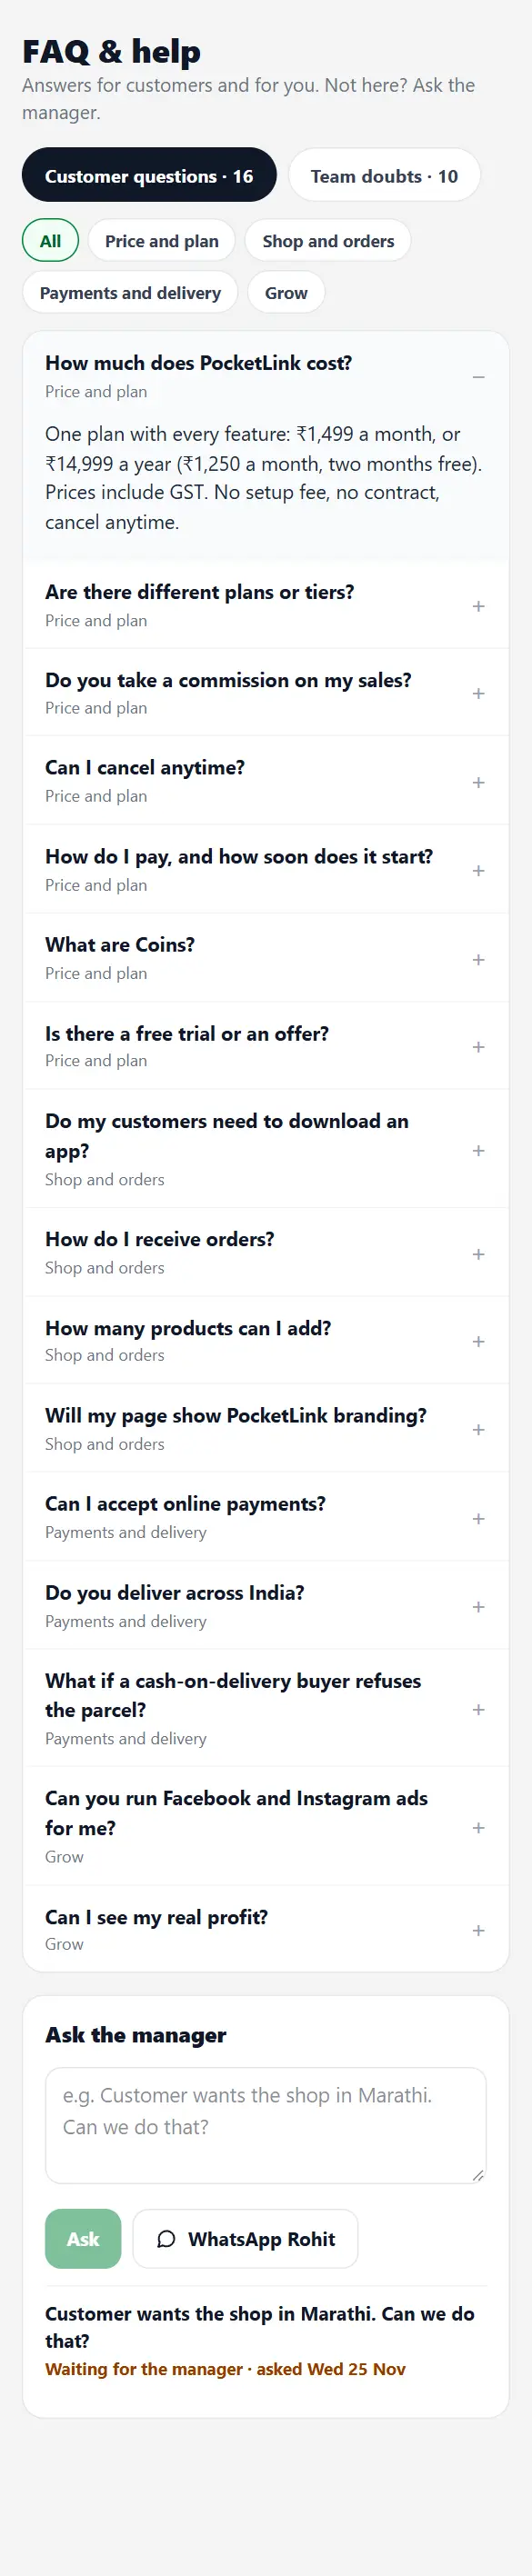 FAQ & help
Answers for customers and for you. Not here? Ask the
manager.
Customer questions · 16
Team doubts · 10
All
Price and plan
Shop and orders
Payments and delivery
Grow
How much does PocketLink cost?
Price and plan
One plan with every feature: ₹1,499 a month, or
₹14,999 a year (₹1,250 a month, two months free).
Prices include GST. No setup fee, no contract,
cancel anytime.
Are there different plans or tiers?
Price and plan
Do you take a commission on my sales?
Price and plan
Can I cancel anytime?
Price and plan
How do I pay, and how soon does it start?
Price and plan
What are Coins?
Price and plan
Is there a free trial or an offer?
Price and plan
Do my customers need to download an
app?
Shop and orders
How do I receive orders?
Shop and orders
How many products can I add?
Shop and orders
Will my page show PocketLink branding?
Shop and orders
Can I accept online payments?
Payments and delivery
Do you deliver across India?
Payments and delivery
What if a cash-on-delivery buyer refuses
the parcel?
Payments and delivery
Can you run Facebook and Instagram ads
for me?
Grow
Can I see my real profit?
Grow
Ask the manager
e.g. Customer wants the shop in Marathi.
Can we do that?
Ask
WhatsApp Rohit
Customer wants the shop in Marathi. Can we do
that?
Waiting for the manager · asked Wed 25 Nov